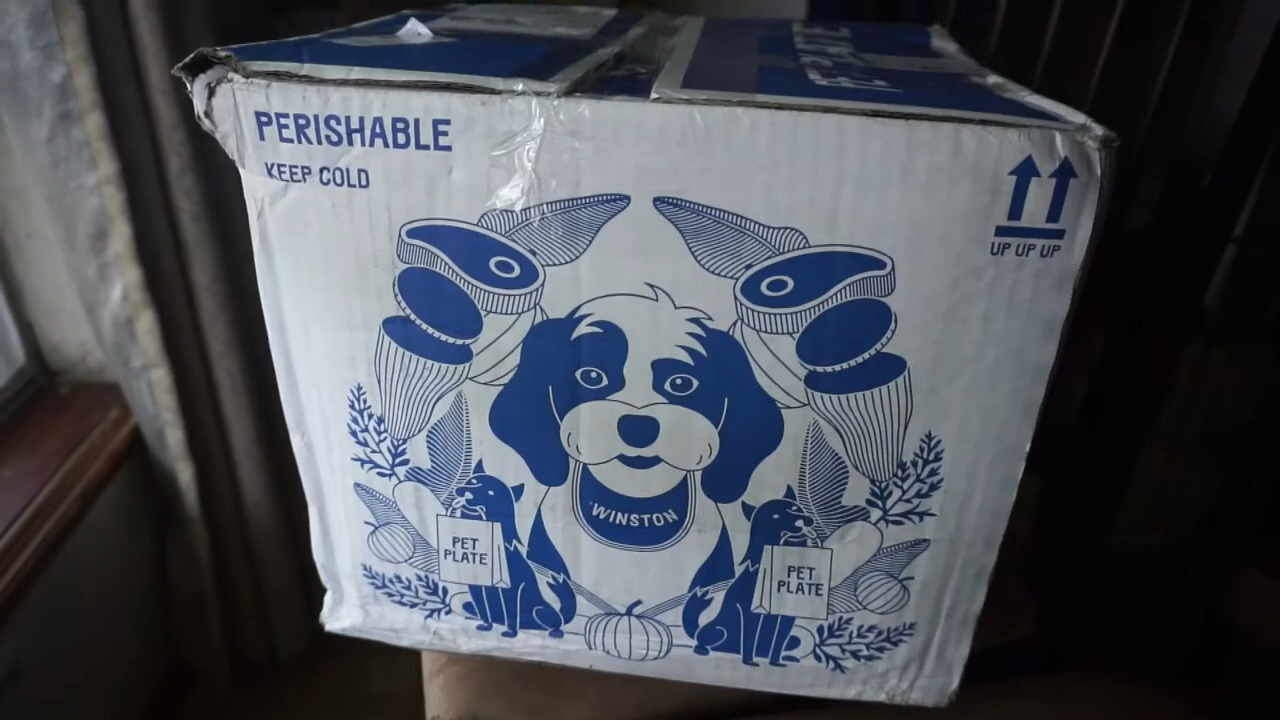 PERISHABLE
KEEP COLD
UP UP UP
WINSTON
PET
PLATE
PET
PLATE